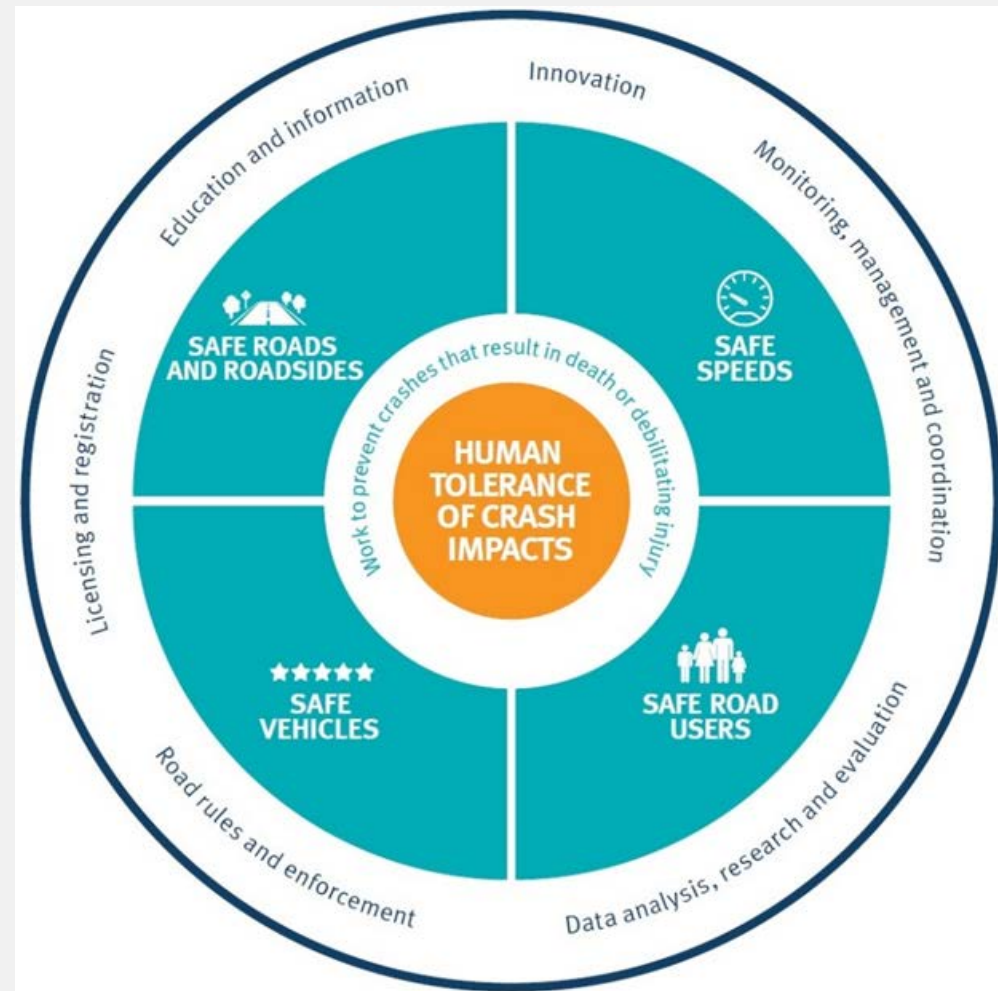 Innovation
Education and information
Monitoring, management and coordination
Licensing and registration
SAFE ROADS
AND ROADSIDES
SAFE
SPEEDS
Work to prevent crashes that result in death or debilitating injury
HUMAN
TOLERANCE
OF CRASH
IMPACTS
SAFE
VEHICLES
SAFE ROAD
USERS
Road rules and enforcement
Data analysis, research and evaluation